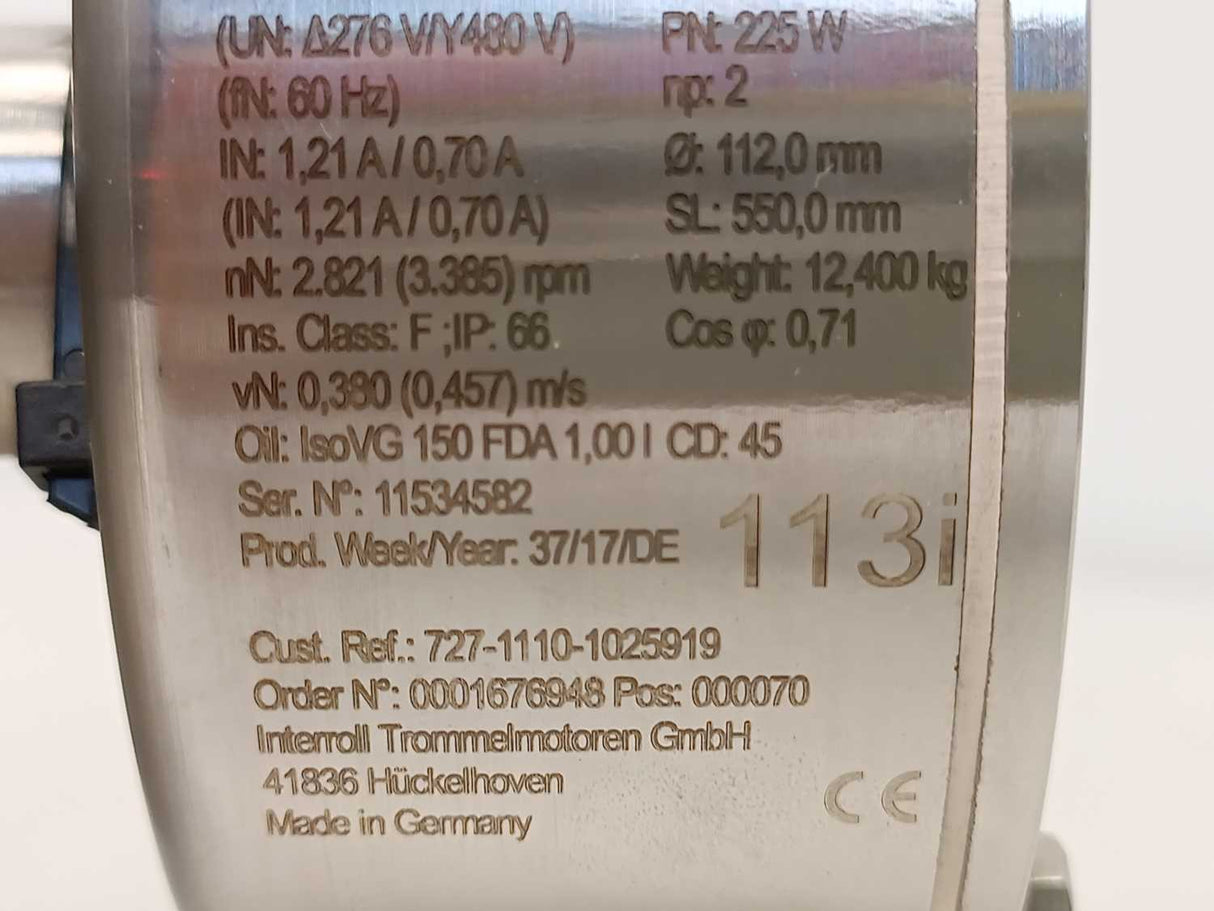 (UN: Δ276 V/Y480 V) PN: 225 W
(fN: 60 Hz) np: 2
IN: 1,21 A / 0,70 A Ø: 112,0 mm
(IN: 1,21 A / 0,70 A) SL: 550,0 mm
nN: 2.821 (3.385) rpm Weight: 12,400 kg
Ins. Class: F ;IP: 66 Cos φ: 0,71
vN: 0,380 (0,457) m/s
Oil: IsoVG 150 FDA 1,00 l CD: 45
Ser. N°: 11534582
Prod. Week/Year: 37/17/DE 113i
Cust. Ref.: 727-1110-1025919
Order N°: 0001676948 Pos: 000070
Interroll Trommelmotoren GmbH
41836 Hückelhoven
Made in Germany CE